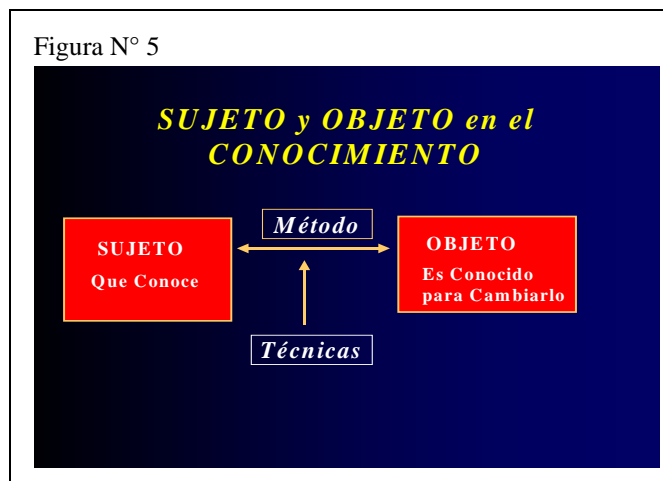 Figura N° 5
SUJETO y OBJETO en el
CONOCIMIENTO
Método
SUJETO
Que Conoce
OBJETO
Es Conocido
para Cambiarlo
Técnicas